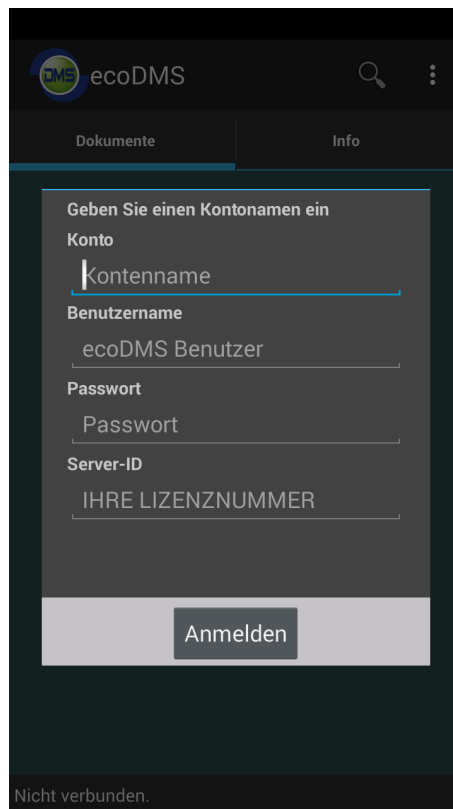 DMS ecoDMS
Dokumente Info
Geben Sie einen Kontonamen ein
Konto
Kontenname
Benutzername
ecoDMS Benutzer
Passwort
Passwort
Server-ID
IHRE LIZENZNUMMER
Anmelden
Nicht verbunden.